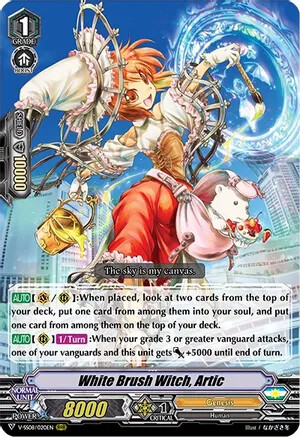 1
GRADE
BOOST
SHIELD
10000
The sky is my canvas.
AUTO【/】:When placed, look at two cards from the top of
your deck, put one card from among them into your soul, and put
one card from among them on the top of your deck.
AUTO【】1/Turn:When your grade 3 or greater vanguard attacks,
one of your vanguards and this unit gets +5000 until end of turn.
NORMAL
UNIT
White Brush Witch, Artic
Genesis
Human
V-SS08/020EN RRR
POWER
8000
1
CRITICAL
Illust / なかざき冬